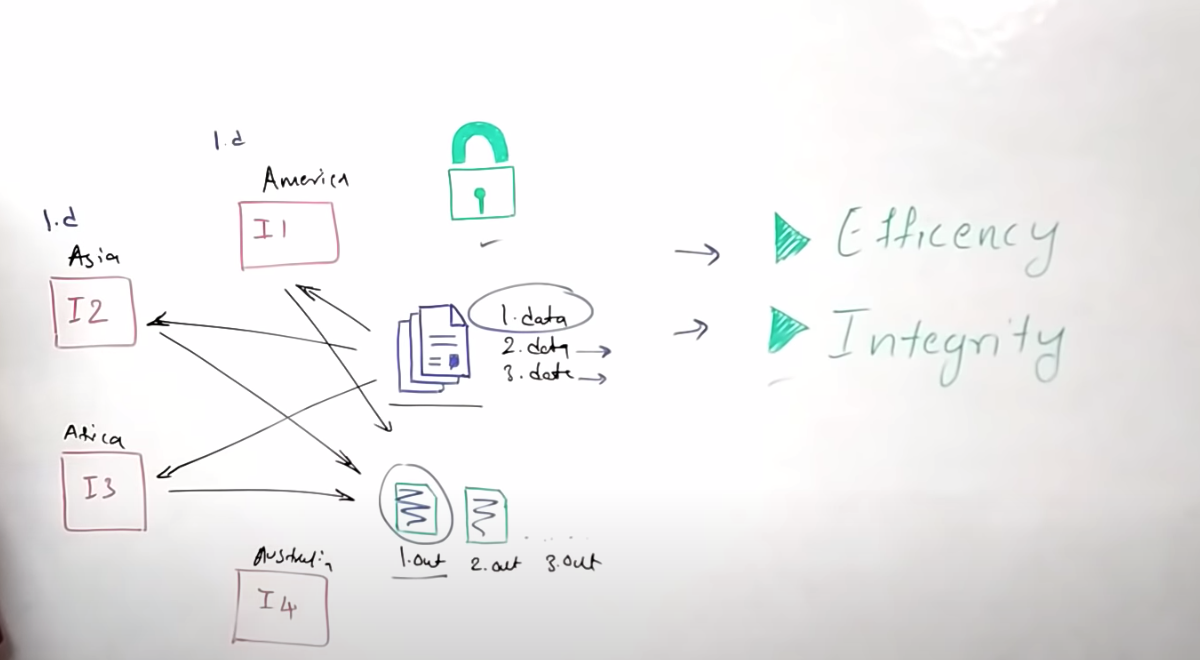 1.d
America
I1
1.d
Asia
I2
1.data
2. data
3. date
Efficency
Integrity
Africa
I3
1.out
2.out
3.out
Australia
I4